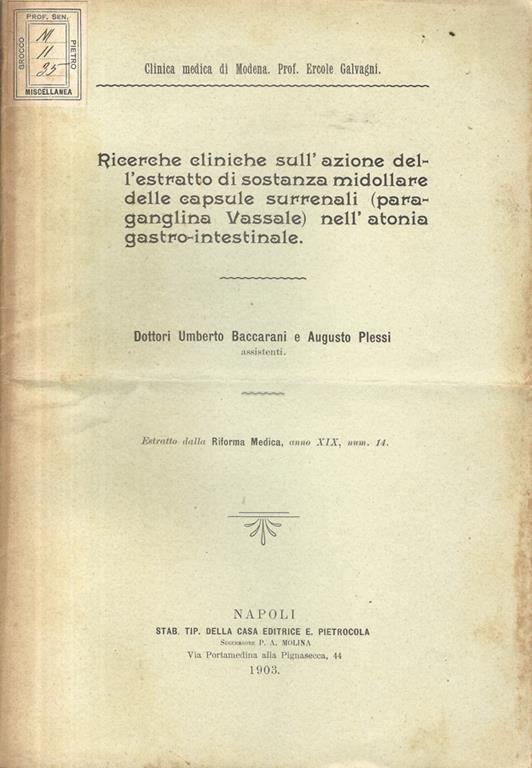 PROF. SEN.
GROCCO
PIETRO
M
11
35
MISCELLANEA
Clinica medica di Modena. Prof. Ercole Galvagni.
Ricerche cliniche sull' azione del-
l'estratto di sostanza midollare
delle capsule surrenali (para-
ganglina Vassale) nell' atonia
gastro-intestinale.
Dottori Umberto Baccarani e Augusto Plessi
assistenti.
Estratto dalla Riforma Medica, anno XIX, num. 14.
NAPOLI
STAB. TIP. DELLA CASA EDITRICE E. PIETROCOLA
Successore P. A. MOLINA
Via Portamedina alla Pignasecca, 44
1903.